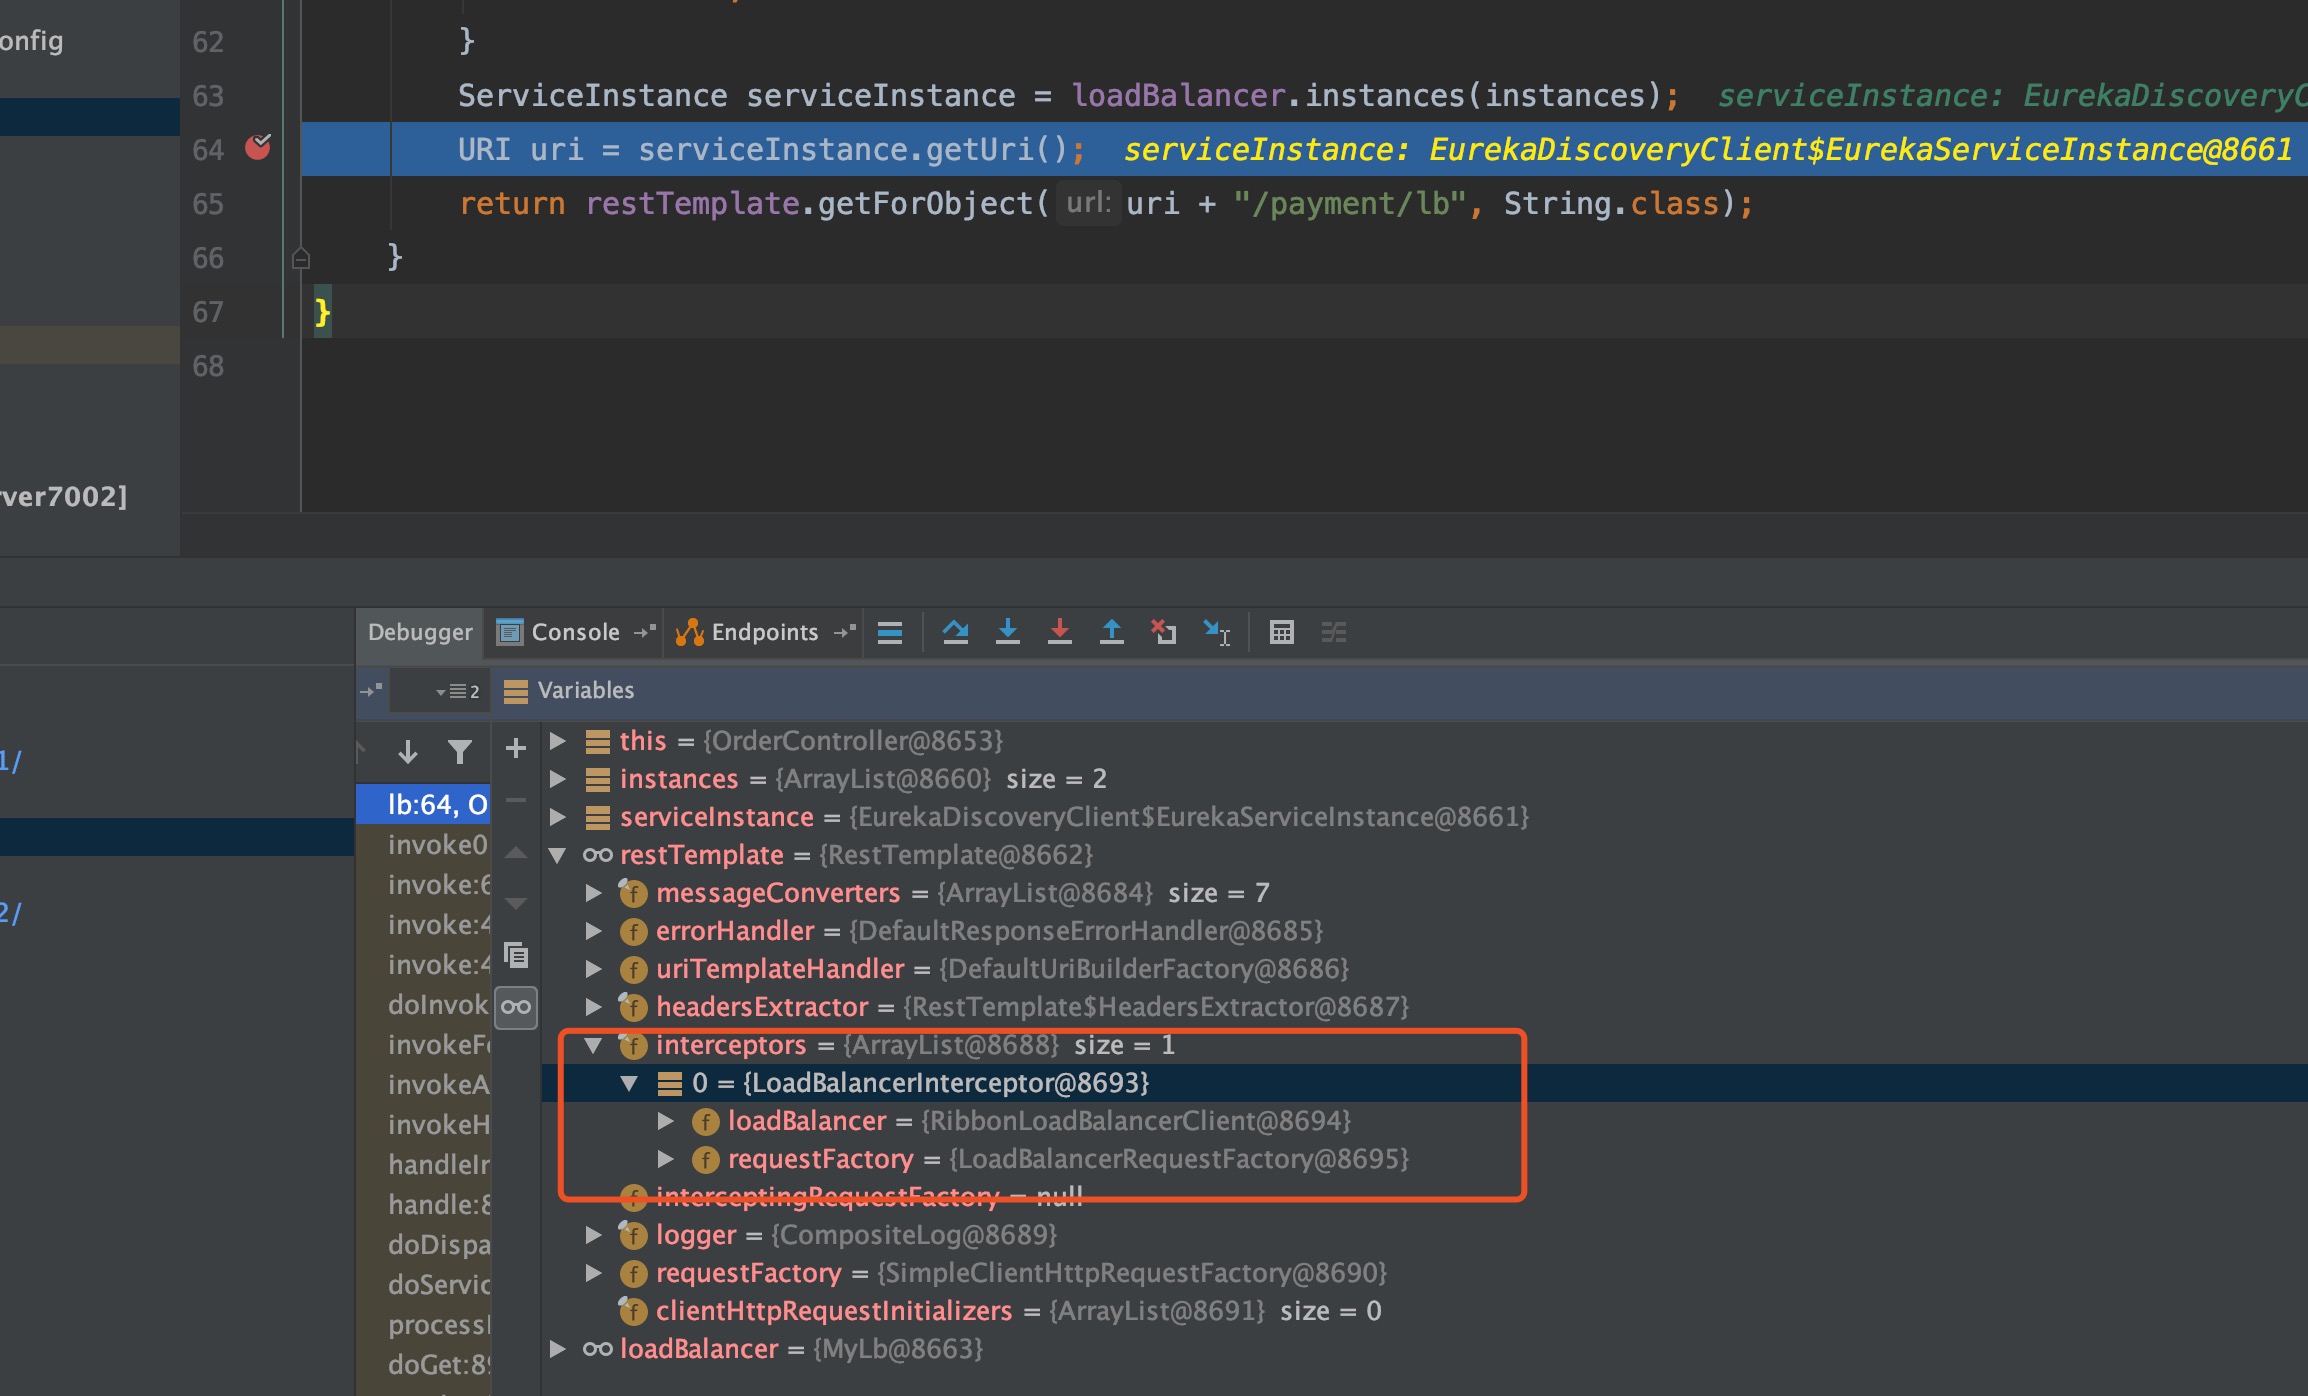 onfig
62 }
63 ServiceInstance serviceInstance = loadBalancer.instances(instances); serviceInstance: EurekaDiscoveryC
64 URI uri = serviceInstance.getUri(); serviceInstance: EurekaDiscoveryClient$EurekaServiceInstance@8661
65 return restTemplate.getForObject( url: uri + "/payment/lb", String.class);
66 }
67 }
68
rver7002]
Debugger Console Endpoints
2 Variables
1/
2/
lb:64, O
invoke0
invoke:6
invoke:4
invoke:4
doInvok
invokeFo
invokeA
invokeH
handleIn
handle:8
doDispa
doServic
process
doGet:89
this = {OrderController@8653}
instances = {ArrayList@8660} size = 2
serviceInstance = {EurekaDiscoveryClient$EurekaServiceInstance@8661}
restTemplate = {RestTemplate@8662}
messageConverters = {ArrayList@8684} size = 7
errorHandler = {DefaultResponseErrorHandler@8685}
uriTemplateHandler = {DefaultUriBuilderFactory@8686}
headersExtractor = {RestTemplate$HeadersExtractor@8687}
interceptors = {ArrayList@8688} size = 1
0 = {LoadBalancerInterceptor@8693}
loadBalancer = {RibbonLoadBalancerClient@8694}
requestFactory = {LoadBalancerRequestFactory@8695}
interceptingRequestFactory = null
logger = {CompositeLog@8689}
requestFactory = {SimpleClientHttpRequestFactory@8690}
clientHttpRequestInitializers = {ArrayList@8691} size = 0
loadBalancer = {MyLb@8663}